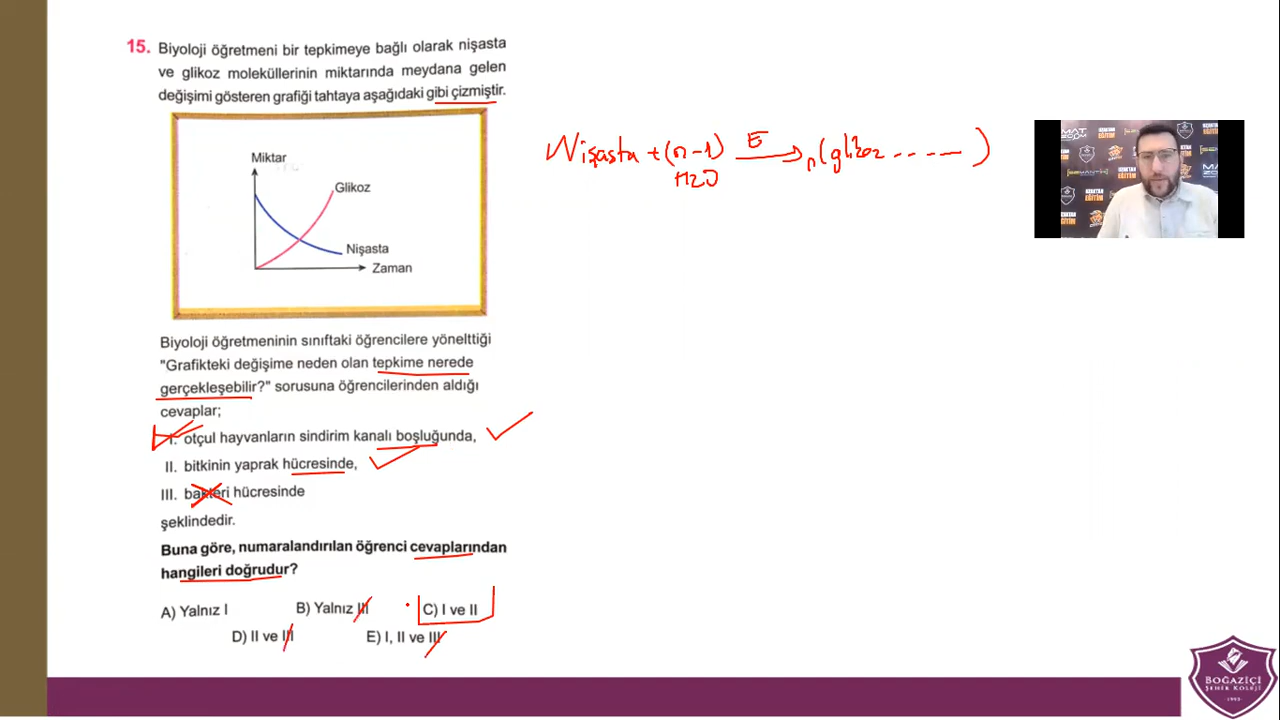 15. Biyoloji öğretmeni bir tepkimeye bağlı olarak nişasta
ve glikoz moleküllerinin miktarında meydana gelen
değişimi gösteren grafiği tahtaya aşağıdaki gibi çizmiştir.
Miktar
Glikoz
Nişasta
Zaman
Nişasta + (n-1) E n(glikoz ...... )
H2O
Biyoloji öğretmeninin sınıftaki öğrencilere yönelttiği
"Grafikteki değişime neden olan tepkime nerede
gerçekleşebilir?" sorusuna öğrencilerinden aldığı
cevaplar;
I. otçul hayvanların sindirim kanalı boşluğunda,
II. bitkinin yaprak hücresinde,
III. bakteri hücresinde
şeklindedir.
Buna göre, numaralandırılan öğrenci cevaplarından
hangileri doğrudur?
A) Yalnız I B) Yalnız III C) I ve II
D) II ve III E) I, II ve III
BOĞAZİÇİ
ŞEHİR KOLEJİ